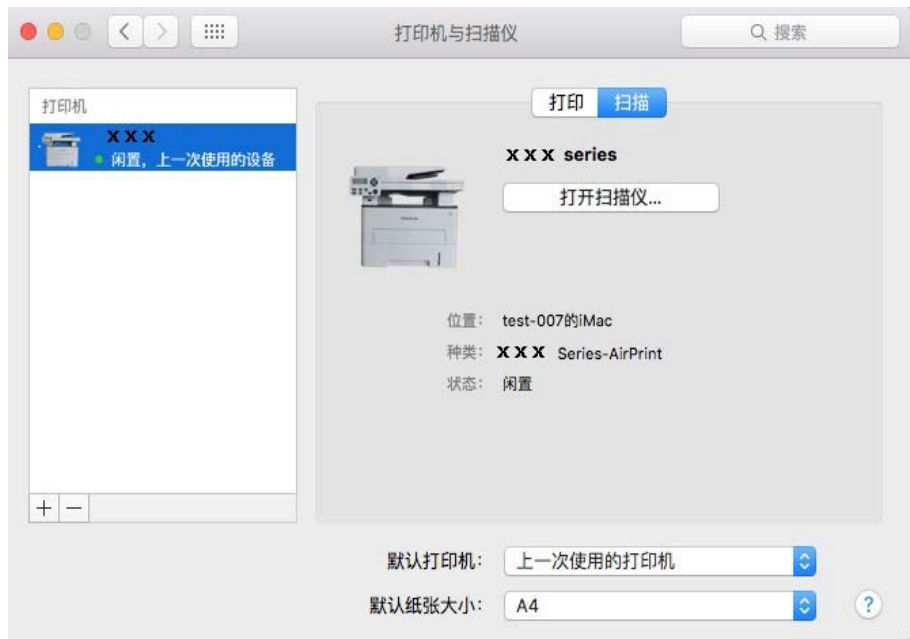 打印机与扫描仪
搜索
打印机
打印 扫描
X X X
闲置，上一次使用的设备
X X X series
打开扫描仪...
位置： test-007的iMac
种类： X X X Series-AirPrint
状态： 闲置
+ −
默认打印机： 上一次使用的打印机
默认纸张大小： A4
?